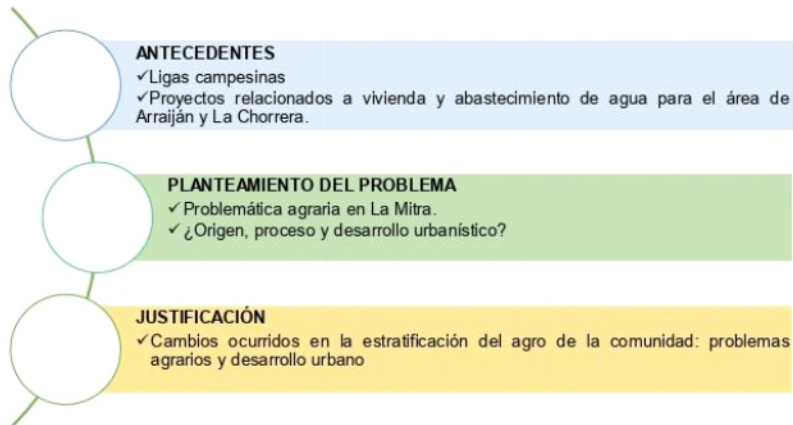 ANTECEDENTES
✓Ligas campesinas
✓Proyectos relacionados a vivienda y abastecimiento de agua para el área de
Arraiján y La Chorrera.
PLANTEAMIENTO DEL PROBLEMA
✓Problemática agraria en La Mitra.
✓¿Origen, proceso y desarrollo urbanístico?
JUSTIFICACIÓN
✓Cambios ocurridos en la estratificación del agro de la comunidad: problemas
agrarios y desarrollo urbano